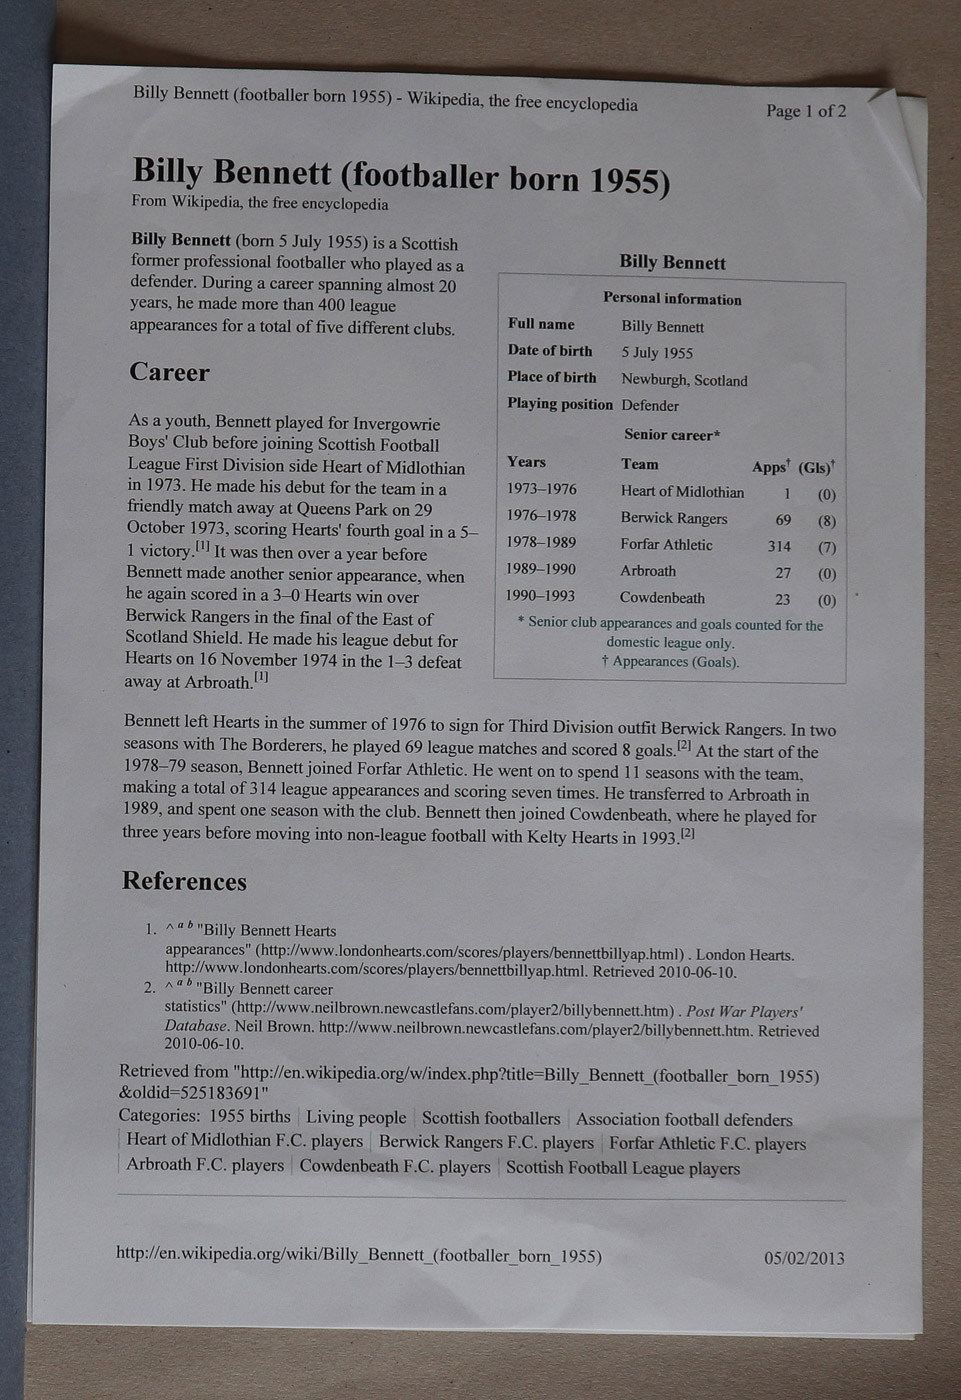 Billy Bennett (footballer born 1955) - Wikipedia, the free encyclopedia
Page 1 of 2
Billy Bennett (footballer born 1955)
From Wikipedia, the free encyclopedia
Billy Bennett (born 5 July 1955) is a Scottish
former professional footballer who played as a
defender. During a career spanning almost 20
years, he made more than 400 league
appearances for a total of five different clubs.
Career
As a youth, Bennett played for Invergowrie
Boys' Club before joining Scottish Football
League First Division side Heart of Midlothian
in 1973. He made his debut for the team in a
friendly match away at Queens Park on 29
October 1973, scoring Hearts' fourth goal in a 5–
1 victory.[1] It was then over a year before
Bennett made another senior appearance, when
he again scored in a 3–0 Hearts win over
Berwick Rangers in the final of the East of
Scotland Shield. He made his league debut for
Hearts on 16 November 1974 in the 1–3 defeat
away at Arbroath.[1]
Billy Bennett
Personal information
Full name Billy Bennett
Date of birth 5 July 1955
Place of birth Newburgh, Scotland
Playing position Defender
Senior career*
Years Team Apps† (Gls)†
1973–1976 Heart of Midlothian 1 (0)
1976–1978 Berwick Rangers 69 (8)
1978–1989 Forfar Athletic 314 (7)
1989–1990 Arbroath 27 (0)
1990–1993 Cowdenbeath 23 (0)
* Senior club appearances and goals counted for the
domestic league only.
† Appearances (Goals).
Bennett left Hearts in the summer of 1976 to sign for Third Division outfit Berwick Rangers. In two
seasons with The Borderers, he played 69 league matches and scored 8 goals.[2] At the start of the
1978–79 season, Bennett joined Forfar Athletic. He went on to spend 11 seasons with the team,
making a total of 314 league appearances and scoring seven times. He transferred to Arbroath in
1989, and spent one season with the club. Bennett then joined Cowdenbeath, where he played for
three years before moving into non-league football with Kelty Hearts in 1993.[2]
References
1. ^ a b "Billy Bennett Hearts
appearances" (http://www.londonhearts.com/scores/players/bennettbillyap.html) . London Hearts.
http://www.londonhearts.com/scores/players/bennettbillyap.html. Retrieved 2010-06-10.
2. ^ a b "Billy Bennett career
statistics" (http://www.neilbrown.newcastlefans.com/player2/billybennett.htm) . Post War Players'
Database. Neil Brown. http://www.neilbrown.newcastlefans.com/player2/billybennett.htm. Retrieved
2010-06-10.
Retrieved from "http://en.wikipedia.org/w/index.php?title=Billy_Bennett_(footballer_born_1955)
&oldid=525183691"
Categories: 1955 births | Living people | Scottish footballers | Association football defenders
| Heart of Midlothian F.C. players | Berwick Rangers F.C. players | Forfar Athletic F.C. players
| Arbroath F.C. players | Cowdenbeath F.C. players | Scottish Football League players
http://en.wikipedia.org/wiki/Billy_Bennett_(footballer_born_1955)
05/02/2013